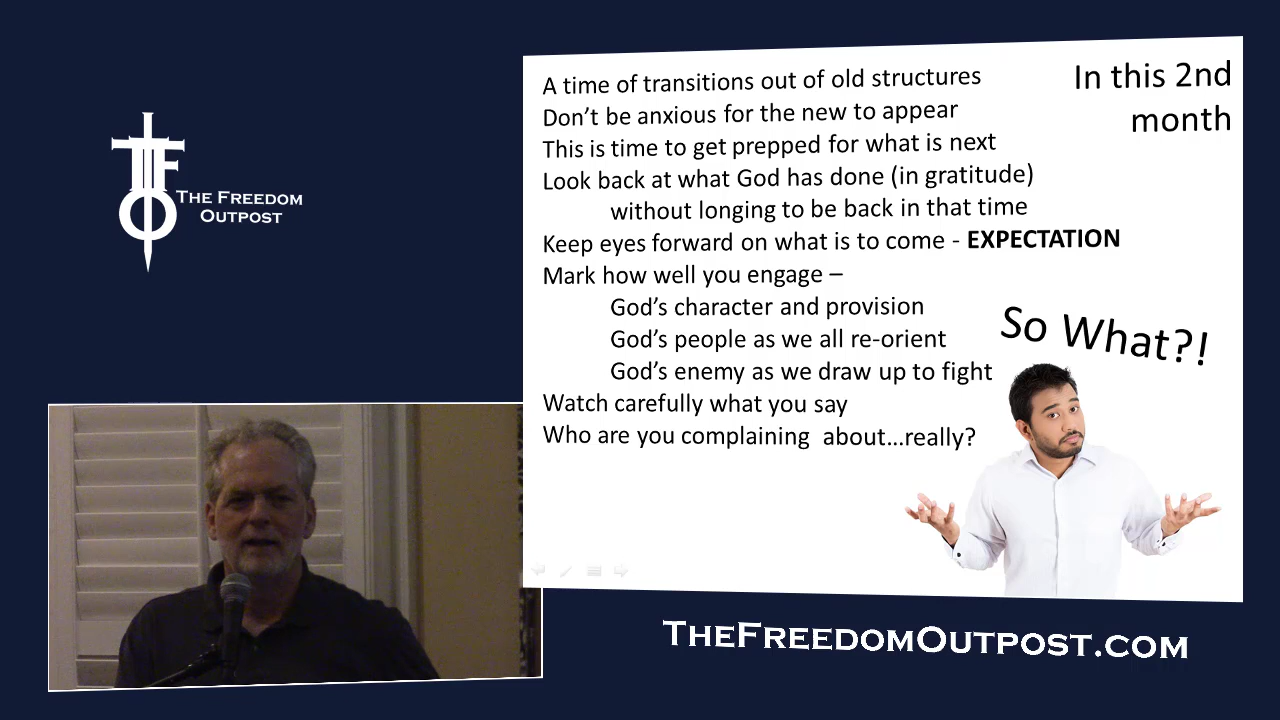 THE FREEDOM
OUTPOST
A time of transitions out of old structures
Don't be anxious for the new to appear
This is time to get prepped for what is next
Look back at what God has done (in gratitude)
without longing to be back in that time
Keep eyes forward on what is to come - EXPECTATION
Mark how well you engage –
God's character and provision
God's people as we all re-orient
God's enemy as we draw up to fight
Watch carefully what you say
Who are you complaining  about...really?
In this 2nd
month
So What?!
THEFREEDOMOUTPOST.COM